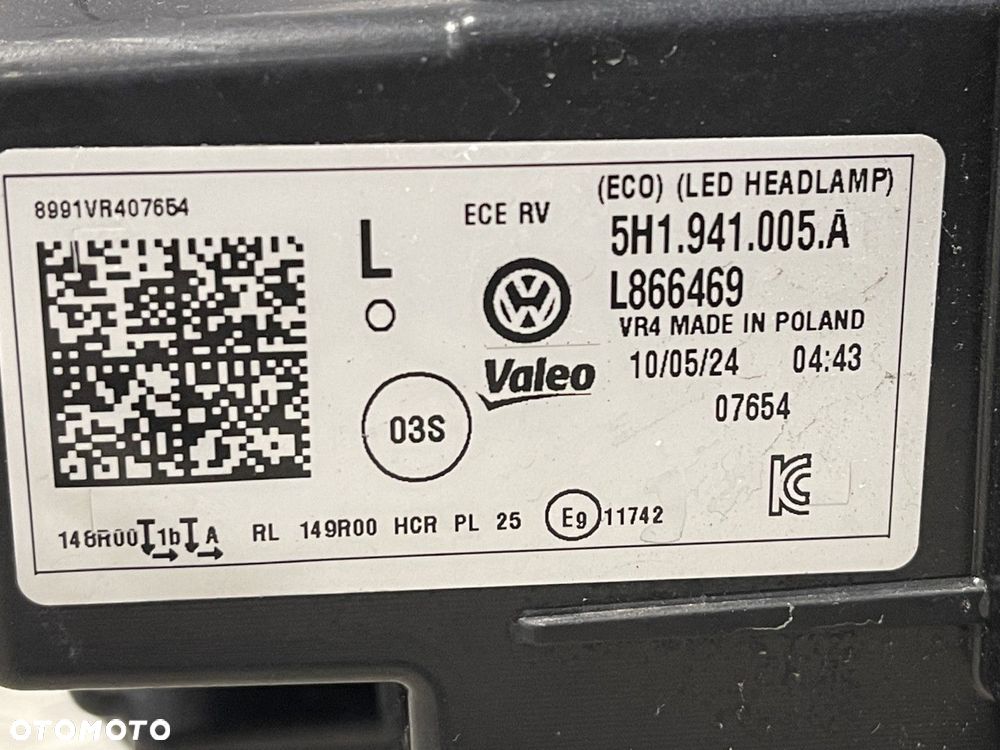 8991VR407654
L
ECE RV
(ECO) (LED HEADLAMP)
5H1.941.005.A
L866469
VR4 MADE IN POLAND
10/05/24 04:43
07654
Valeo
03S
148R00 1b A RL 149R00 HCR PL 25 E9 11742
OTOMOTO